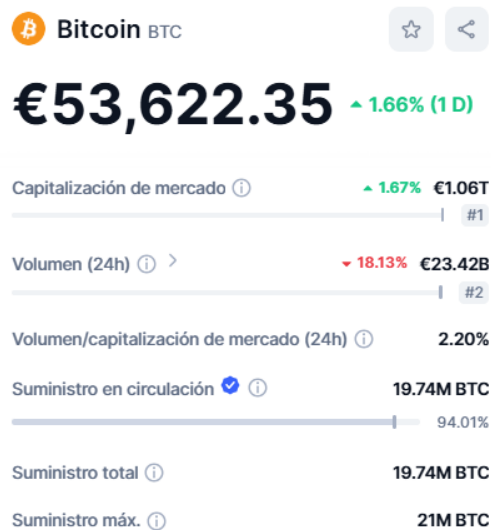 Bitcoin BTC
€53,622.35 1.66% (1 D)
Capitalización de mercado 1.67% €1.06T
#1
Volumen (24h) 18.13% €23.42B
#2
Volumen/capitalización de mercado (24h) 2.20%
Suministro en circulación 19.74M BTC
94.01%
Suministro total 19.74M BTC
Suministro máx. 21M BTC